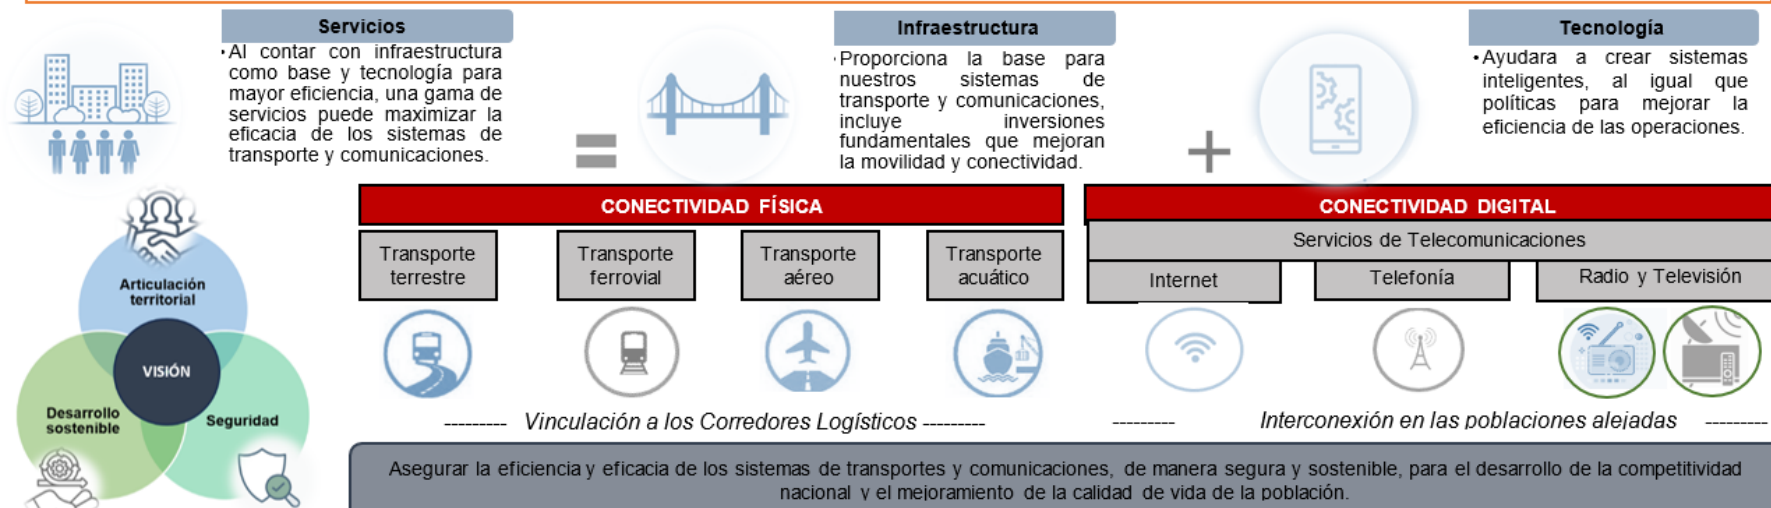 Servicios
•Al contar con infraestructura
como base y tecnología para
mayor eficiencia, una gama de
servicios puede maximizar la
eficacia de los sistemas de
transporte y comunicaciones.
=
Infraestructura
•Proporciona la base para
nuestros sistemas de
transporte y comunicaciones,
incluye inversiones
fundamentales que mejoran
la movilidad y conectividad.
+
Tecnología
•Ayudara a crear sistemas
inteligentes, al igual que
políticas para mejorar la
eficiencia de las operaciones.
Articulación
territorial
VISIÓN
Desarrollo
sostenible
Seguridad
CONECTIVIDAD FÍSICA
Transporte
terrestre
Transporte
ferrovial
Transporte
aéreo
Transporte
acuático
CONECTIVIDAD DIGITAL
Servicios de Telecomunicaciones
Internet
Telefonía
Radio y Televisión
--------- Vinculación a los Corredores Logísticos ---------
--------- Interconexión en las poblaciones alejadas ---------
Asegurar la eficiencia y eficacia de los sistemas de transportes y comunicaciones, de manera segura y sostenible, para el desarrollo de la competitividad
nacional y el mejoramiento de la calidad de vida de la población.